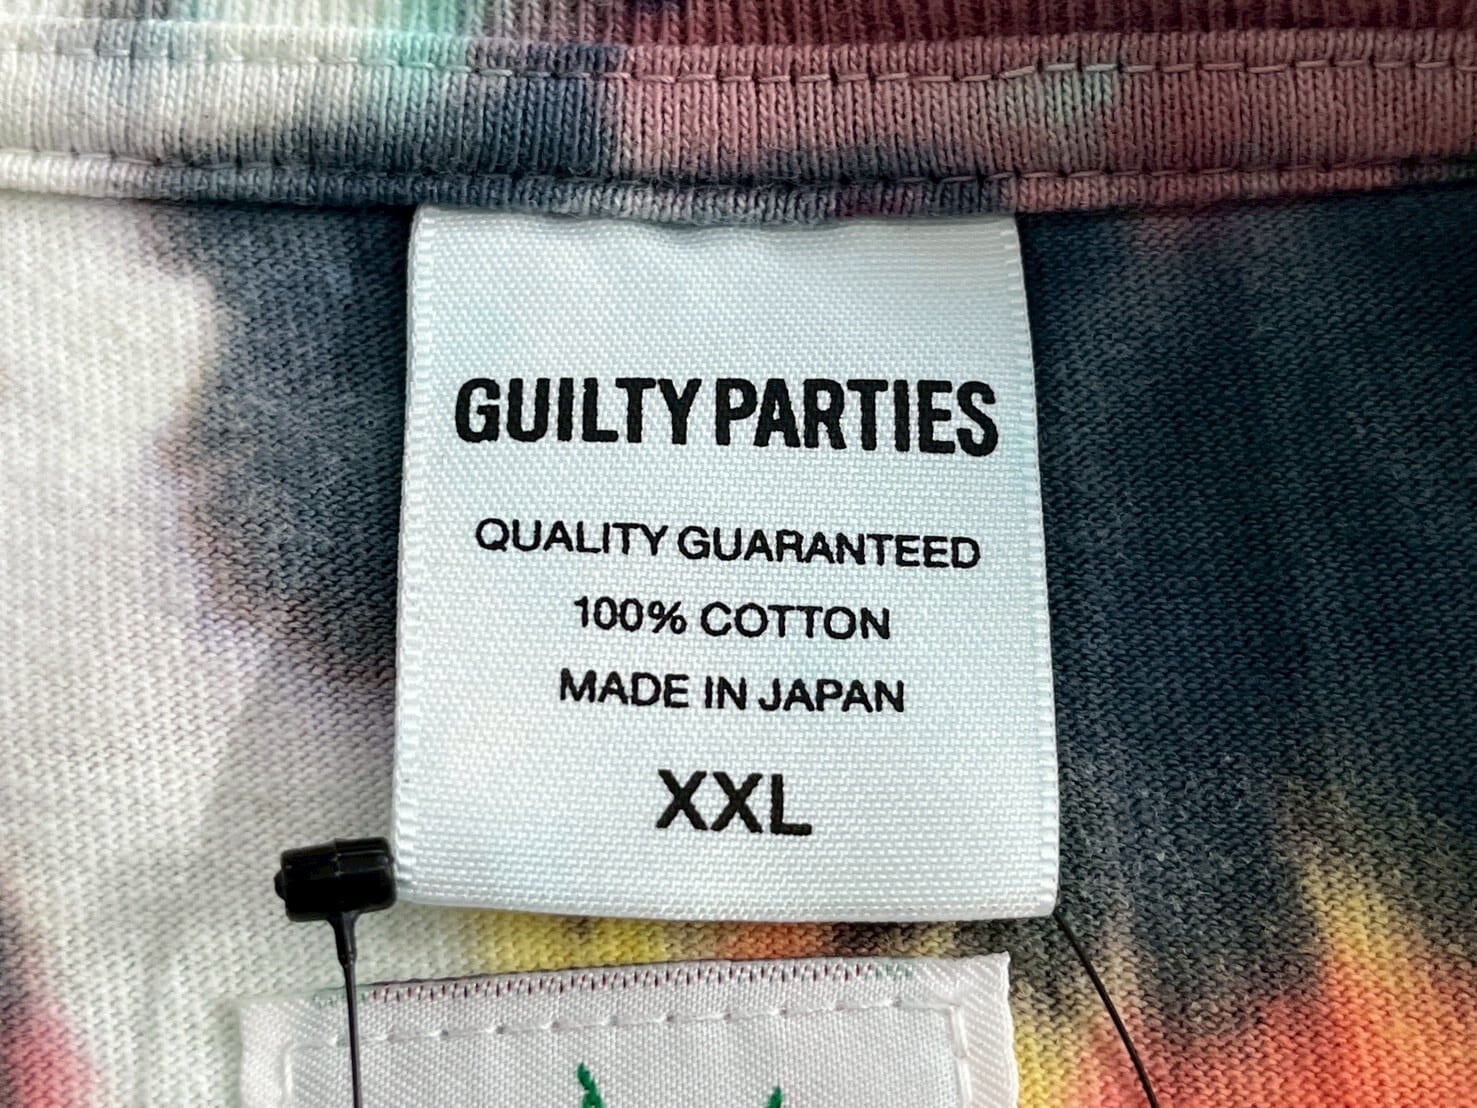 GUILTY PARTIES
QUALITY GUARANTEED
100% COTTON
MADE IN JAPAN
XXL